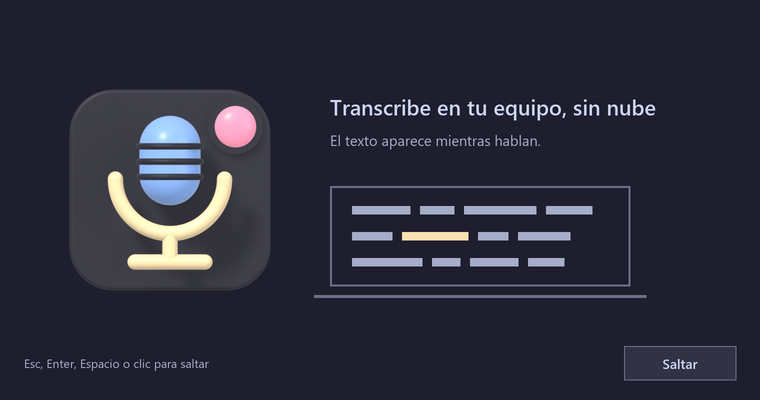 Transcribe en tu equipo, sin nube
El texto aparece mientras hablan.
Esc, Enter, Espacio o clic para saltar
Saltar